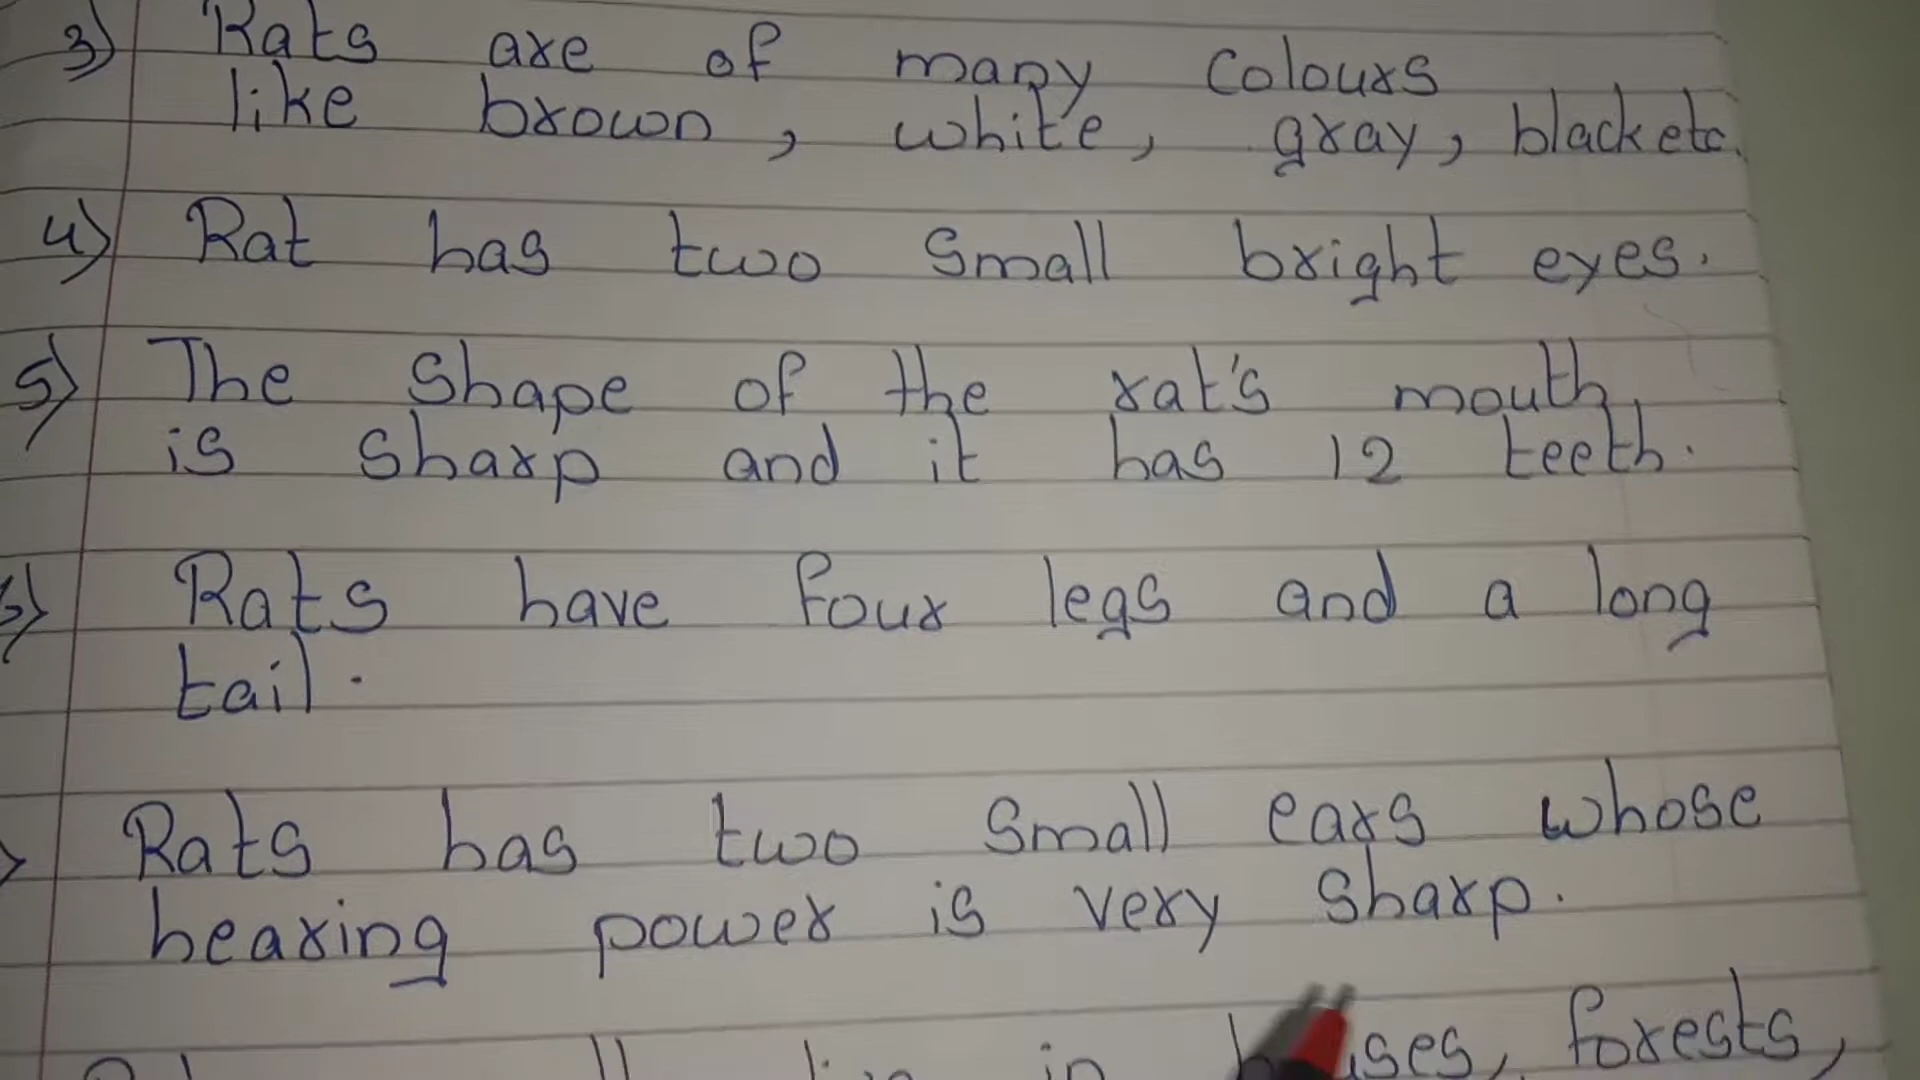 3) Rats are of many colours
like brown, white, gray, black etc.
4) Rat has two small bright eyes.
5) The shape of the rat's mouth
is sharp and it has 12 teeth.
6) Rats have four legs and a long
tail.
Rats has two small ears whose
hearing power is very sharp.
in forests,